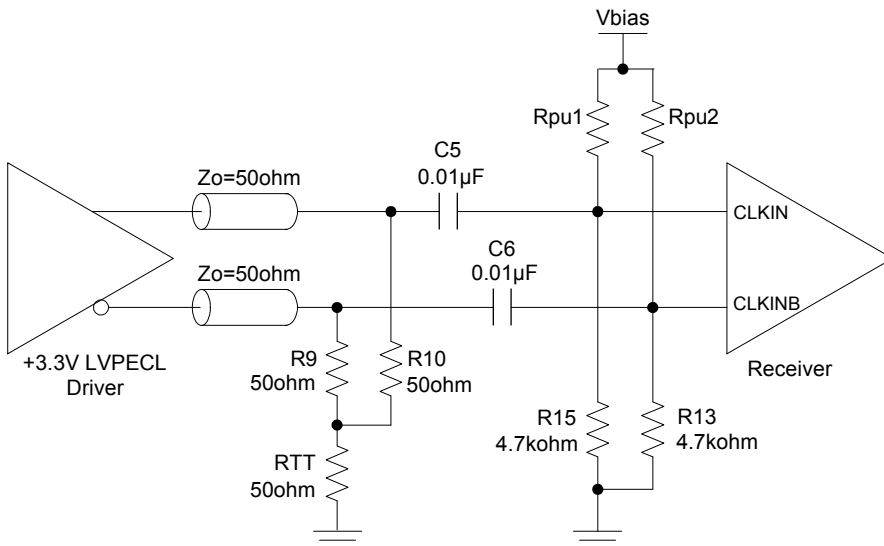 Vbias
Rpu1
Rpu2
C5
0.01µF
Zo=50ohm
CLKIN
C6
0.01µF
Zo=50ohm
CLKINB
+3.3V LVPECL
Driver
R9
50ohm
R10
50ohm
Receiver
R15
4.7kohm
R13
4.7kohm
RTT
50ohm